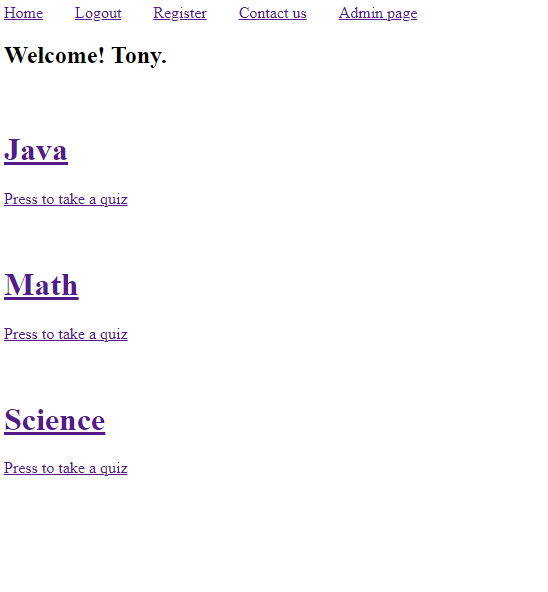 Home Logout Register Contact us Admin page
Welcome! Tony.
Java
Press to take a quiz
Math
Press to take a quiz
Science
Press to take a quiz